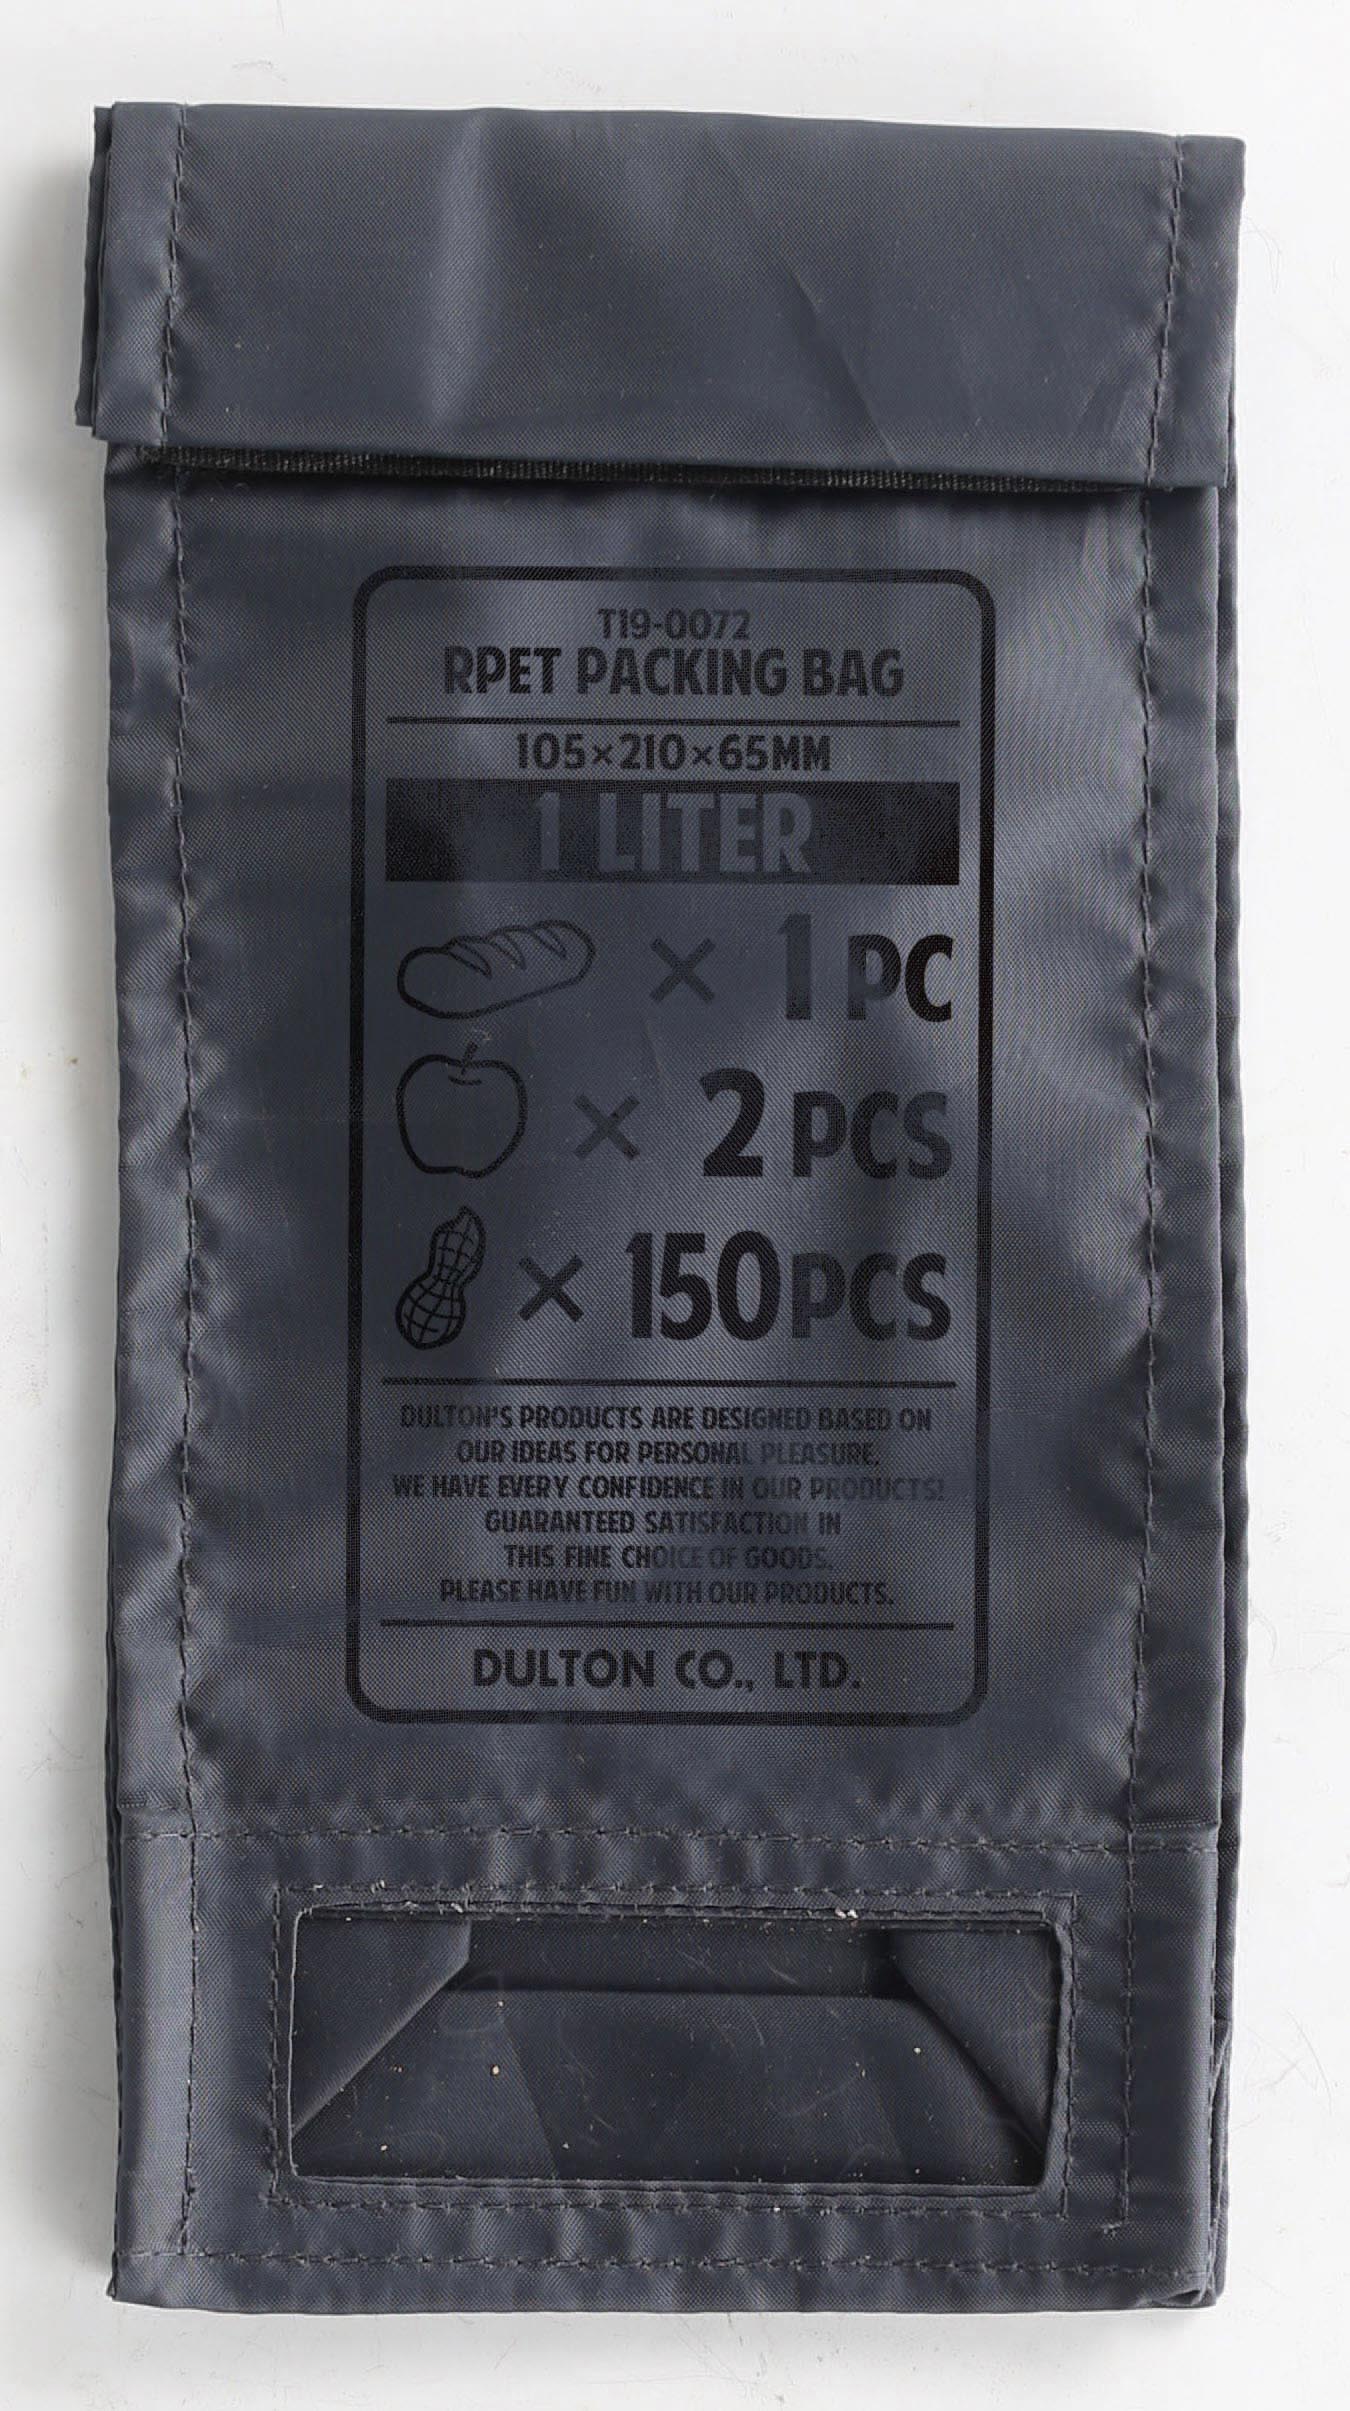 T19-0072
RPET PACKING BAG
105×210×65MM
1 LITER
× 1 PC
× 2 PCS
× 150 PCS
DULTON'S PRODUCTS ARE DESIGNED BASED ON
OUR IDEAS FOR PERSONAL PLEASURE.
WE HAVE EVERY CONFIDENCE IN OUR PRODUCTS!
GUARANTEED SATISFACTION IN
THIS FINE CHOICE OF GOODS.
PLEASE HAVE FUN WITH OUR PRODUCTS.
DULTON CO., LTD.